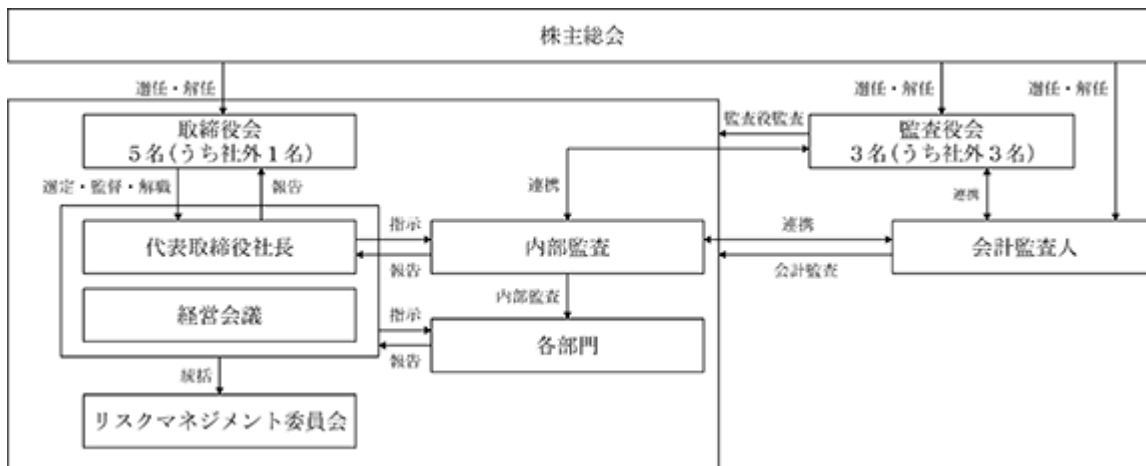 株主総会
選任・解任
選任・解任
選任・解任
取締役会
5名(うち社外1名)
監査役監査
監査役会
3名(うち社外3名)
選定・監督・解職
報告
連携
連携
代表取締役社長
指示
報告
内部監査
連携
会計監査
会計監査人
経営会議
内部監査
指示
報告
各部門
統括
リスクマネジメント委員会